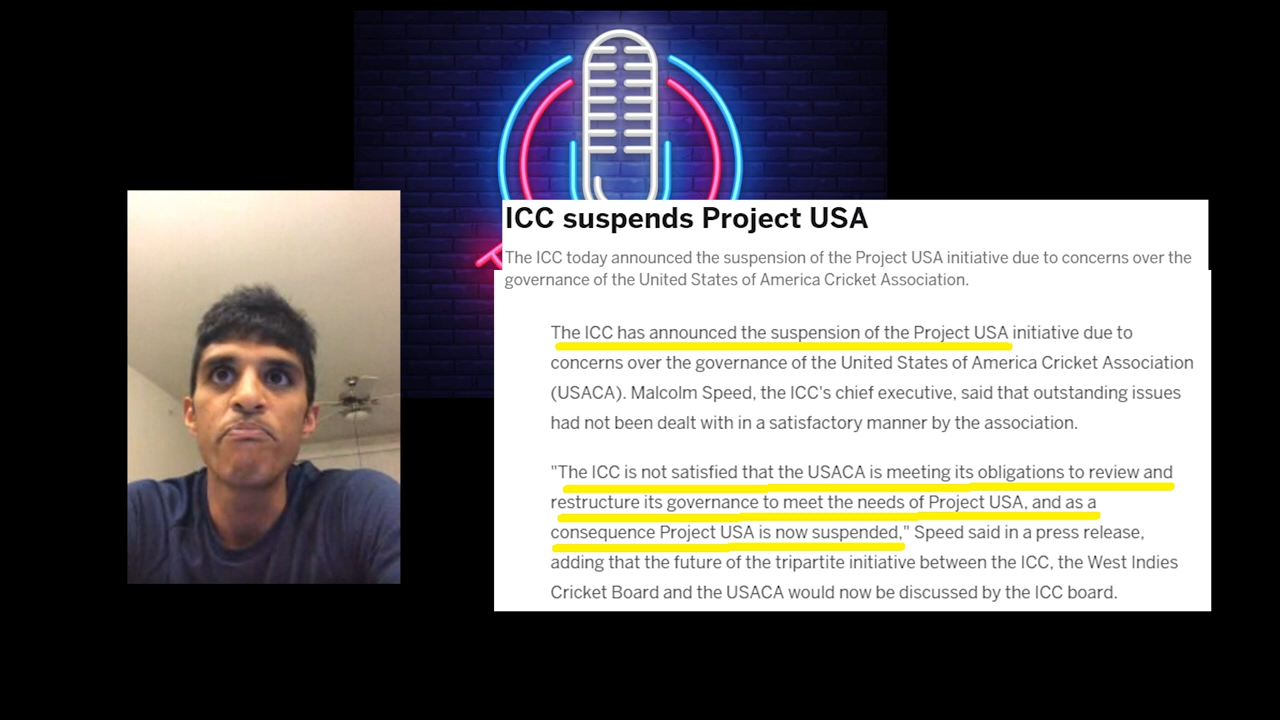 ICC suspends Project USA
The ICC today announced the suspension of the Project USA initiative due to concerns over the
governance of the United States of America Cricket Association.
The ICC has announced the suspension of the Project USA initiative due to
concerns over the governance of the United States of America Cricket Association
(USACA). Malcolm Speed, the ICC's chief executive, said that outstanding issues
had not been dealt with in a satisfactory manner by the association.
"The ICC is not satisfied that the USACA is meeting its obligations to review and
restructure its governance to meet the needs of Project USA, and as a
consequence Project USA is now suspended," Speed said in a press release,
adding that the future of the tripartite initiative between the ICC, the West Indies
Cricket Board and the USACA would now be discussed by the ICC board.